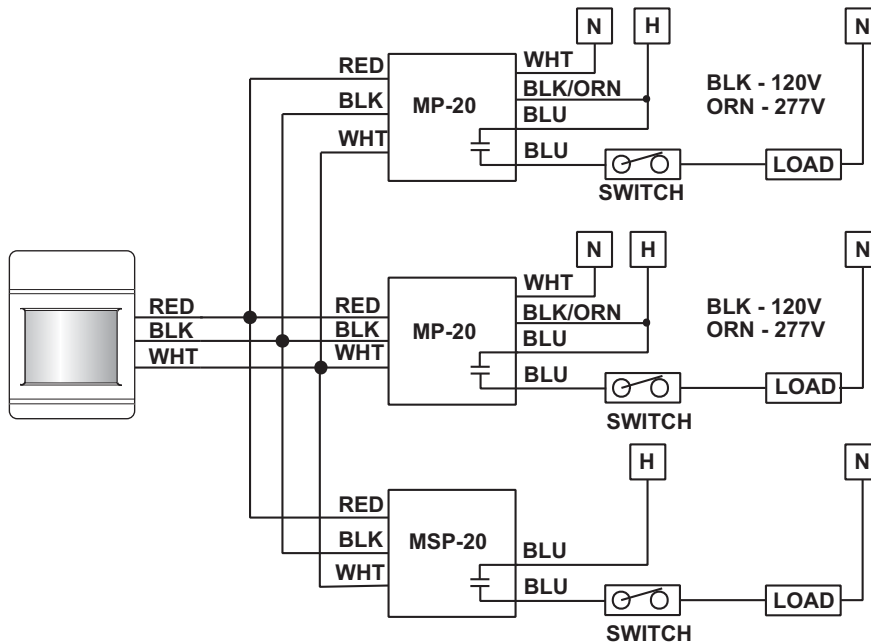 N H N
RED WHT
BLK MP-20 BLK/ORN BLK - 120V
ORN - 277V
BLU
WHT BLU
SWITCH LOAD
N H N
RED RED WHT
BLK BLK MP-20 BLK/ORN BLK - 120V
ORN - 277V
WHT WHT BLU
BLU
SWITCH LOAD
H N
RED
BLK MSP-20 BLU
WHT BLU
SWITCH LOAD